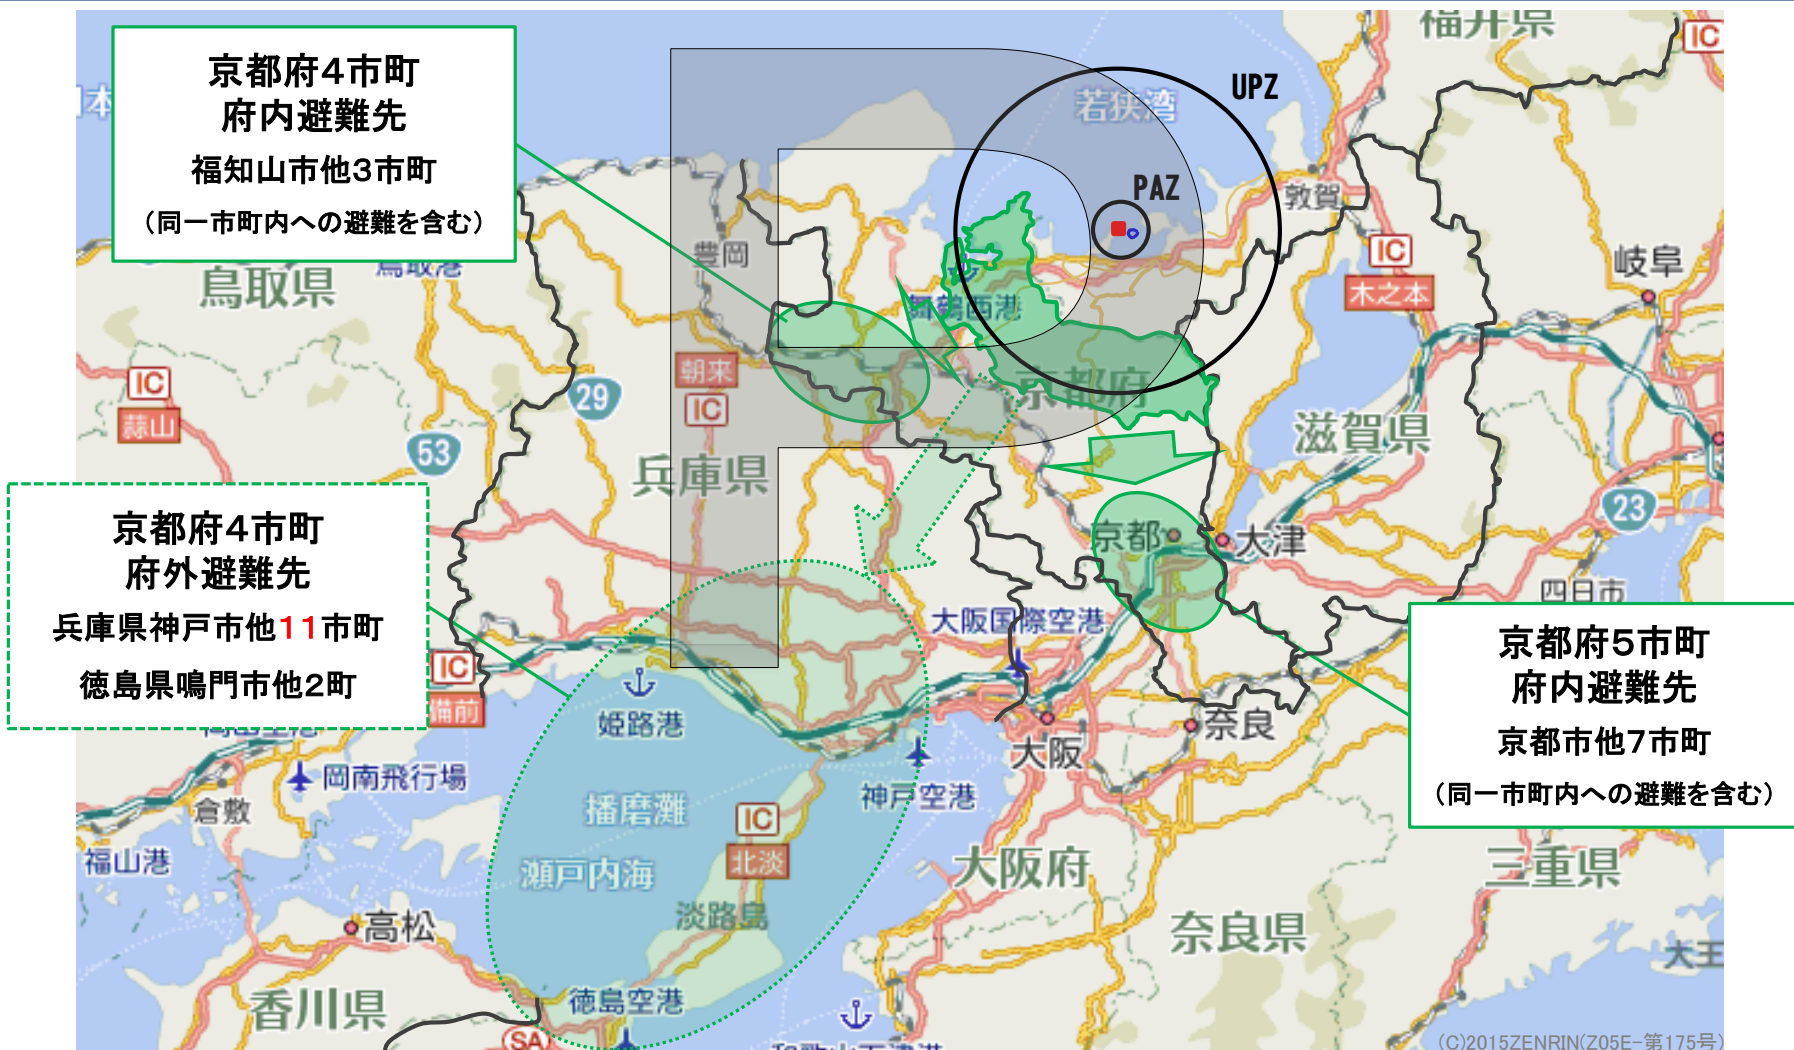 京都府4市町
府内避難先
福知山市他3市町
（同一市町内への避難を含む）
京都府4市町
府外避難先
兵庫県神戸市他11市町
徳島県鳴門市他2町
京都府5市町
府内避難先
京都市他7市町
（同一市町内への避難を含む）
UPZ
PAZ
福井県
IC
若狭湾
敦賀
IC
木之本
岐阜
豊岡
鳥取県
鳥取港
舞鶴西港
朝来
IC
京都府
IC
蒜山
29
53
滋賀県
兵庫県
23
京都
大津
四日市
大阪国際空港
IC
備前
姫路港
奈良
大阪
岡山空港
岡南飛行場
倉敷
神戸空港
播磨灘
IC
北淡
福山港
瀬戸内海
大阪府
三重県
淡路島
高松
奈良県
大王
香川県
徳島空港
SA
(C)2015ZENRIN(Z05E-第175号)